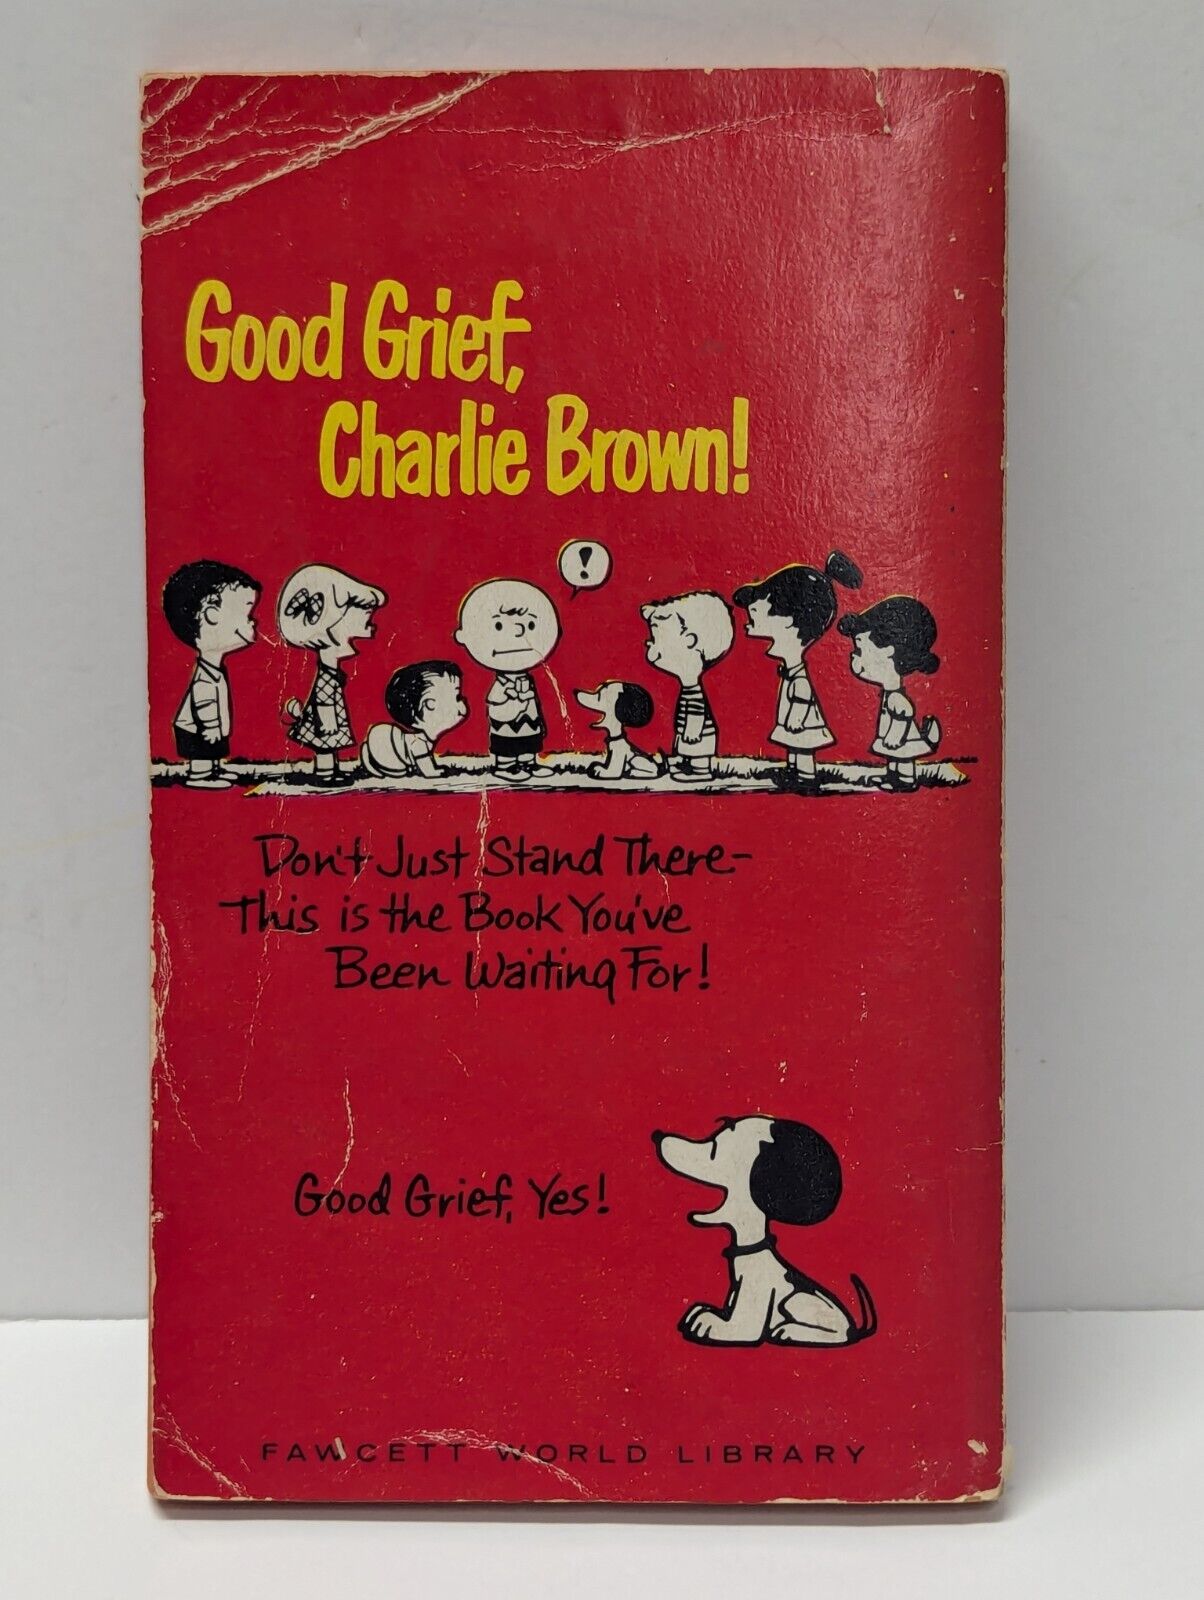 Good Grief,
Charlie Brown!
!
Don't Just Stand There-
This is the Book You've
Been Waiting For!
Good Grief, Yes!
FAWCETT WORLD LIBRARY